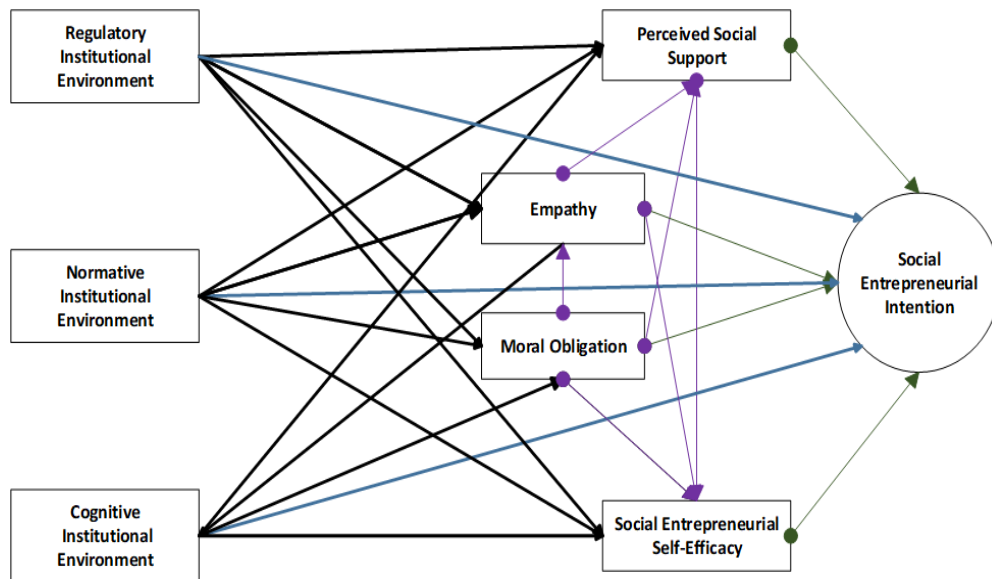 Regulatory
Institutional
Environment
Perceived Social
Support
Empathy
Normative
Institutional
Environment
Social
Entrepreneurial
Intention
Moral Obligation
Cognitive
Institutional
Environment
Social Entrepreneurial
Self-Efficacy